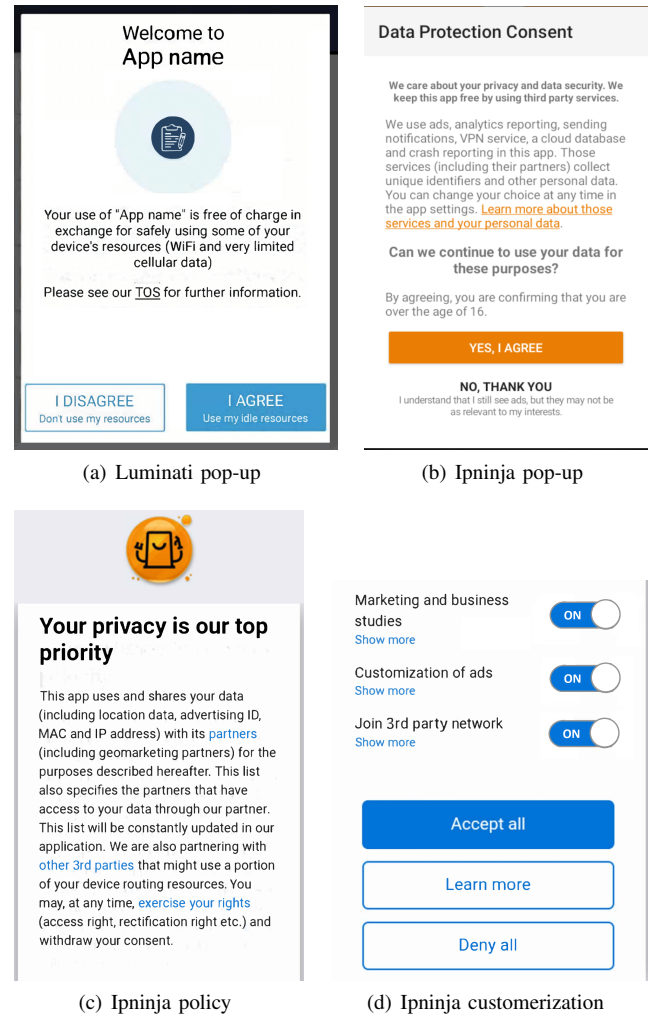 Welcome to
App name
Your use of "App name" is free of charge in
exchange for safely using some of your
device's resources (WiFi and very limited
cellular data)
Please see our TOS for further information.
I DISAGREE
Don't use my resources
I AGREE
Use my idle resources
(a) Luminati pop-up
Data Protection Consent
We care about your privacy and data security. We
keep this app free by using third party services.
We use ads, analytics reporting, sending
notifications, VPN service, a cloud database
and crash reporting in this app. Those
services (including their partners) collect
unique identifiers and other personal data.
You can change your choice at any time in
the app settings. Learn more about those
services and your personal data.
Can we continue to use your data for
these purposes?
By agreeing, you are confirming that you are
over the age of 16.
YES, I AGREE
NO, THANK YOU
I understand that I still see ads, but they may not be
as relevant to my interests.
(b) Ipninja pop-up
Your privacy is our top
priority
This app uses and shares your data
(including location data, advertising ID,
MAC and IP address) with its partners
(including geomarketing partners) for the
purposes described hereafter. This list
also specifies the partners that have
access to your data through our partner.
This list will be constantly updated in our
application. We are also partnering with
other 3rd parties that might use a portion
of your device routing resources. You
may, at any time, exercise your rights
(access right, rectification right etc.) and
withdraw your consent.
(c) Ipninja policy
Marketing and business
studies
Show more
ON
Customization of ads
Show more
ON
Join 3rd party network
Show more
ON
Accept all
Learn more
Deny all
(d) Ipninja customerization